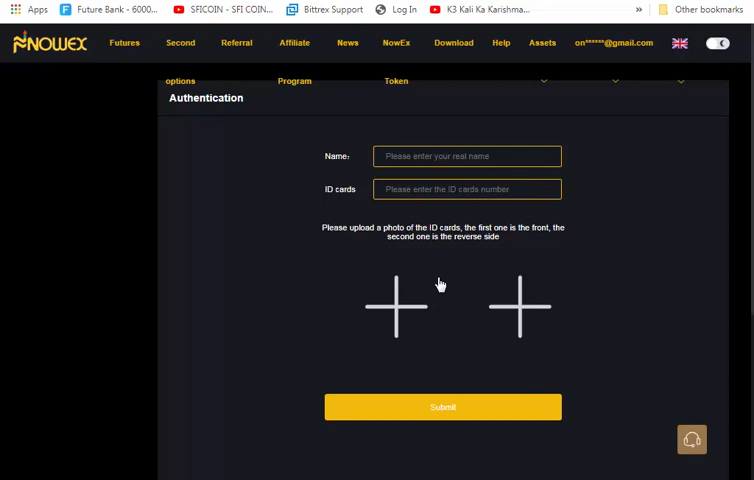 Apps Future Bank - 6000... SFICOIN - SFI COIN... Bittrex Support Log In K3 Kali Ka Karishma... » Other bookmarks
NOWEX Futures Second Referral Affiliate News NowEx Download Help Assets on******@gmail.com
options Program Token
Authentication
Name: Please enter your real name
ID cards Please enter the ID cards number
Please upload a photo of the ID cards, the first one is the front, the
second one is the reverse side
Submit